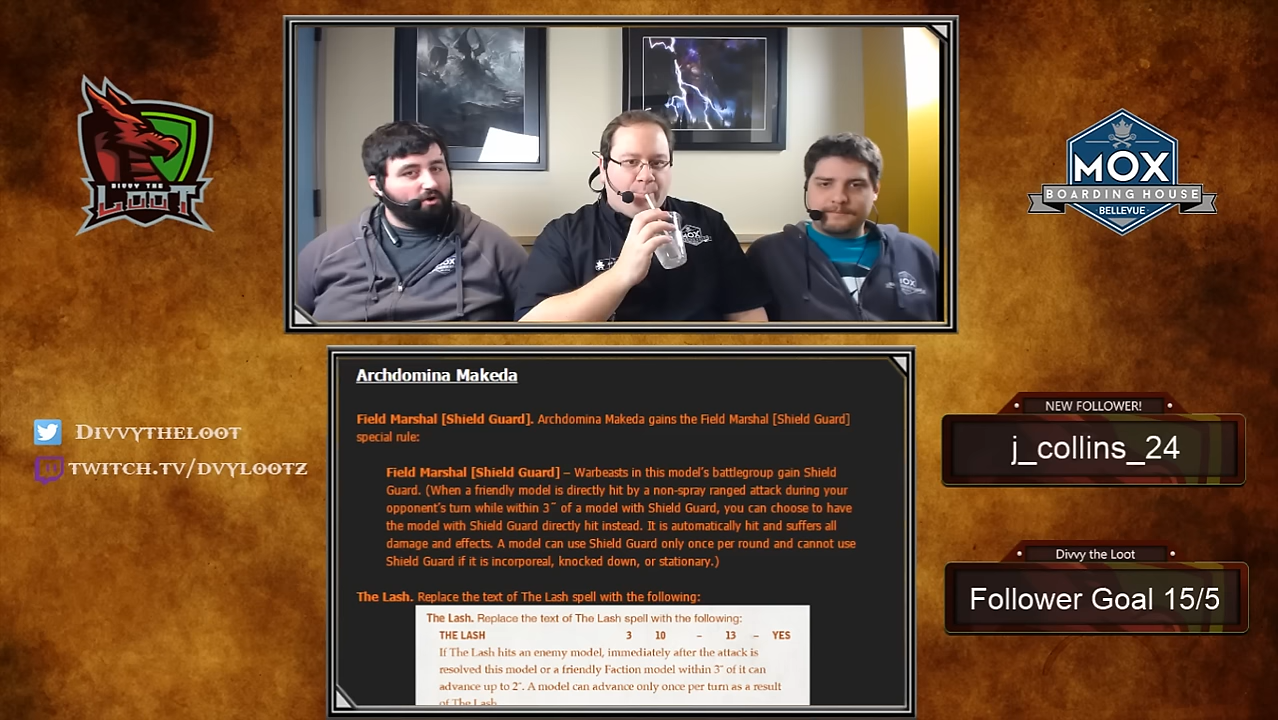 DIVVY THE
LOOT
MOX
BOARDING HOUSE
BELLEVUE
MOX
MOX
MOX
Archdomina Makeda
Field Marshal [Shield Guard]. Archdomina Makeda gains the Field Marshal [Shield Guard]
special rule:
Field Marshal [Shield Guard] – Warbeasts in this model's battlegroup gain Shield
Guard. (When a friendly model is directly hit by a non-spray ranged attack during your
opponent's turn while within 3˝ of a model with Shield Guard, you can choose to have
the model with Shield Guard directly hit instead. It is automatically hit and suffers all
damage and effects. A model can use Shield Guard only once per round and cannot use
Shield Guard if it is incorporeal, knocked down, or stationary.)
The Lash. Replace the text of The Lash spell with the following:
The Lash. Replace the text of The Lash spell with the following:
THE LASH 3 10 – 13 – YES
If The Lash hits an enemy model, immediately after the attack is
resolved this model or a friendly Faction model within 3˝ of it can
advance up to 2˝. A model can advance only once per turn as a result
of The Lash.
DIVVYTHELOOT
TWITCH.TV/DVYLOOTZ
NEW FOLLOWER!
j_collins_24
Divvy the Loot
Follower Goal 15/5